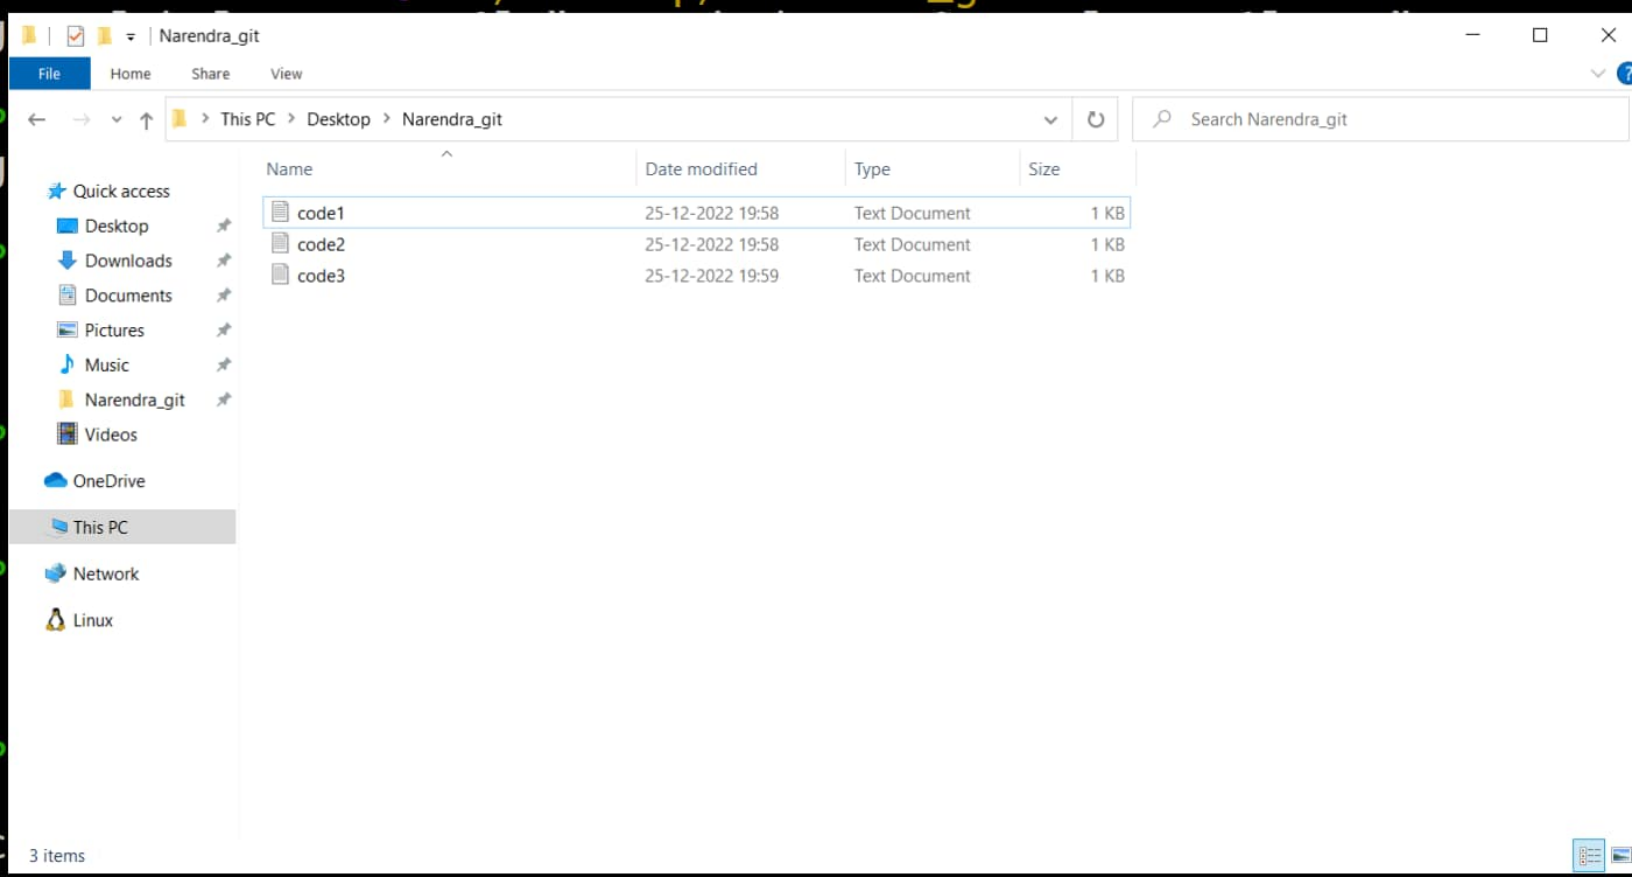 Narendra_git
File Home Share View
This PC Desktop Narendra_git Search Narendra_git
Name Date modified Type Size
Quick access
Desktop
Downloads
Documents
Pictures
Music
Narendra_git
Videos
OneDrive
This PC
Network
Linux
code1 25-12-2022 19:58 Text Document 1 KB
code2 25-12-2022 19:58 Text Document 1 KB
code3 25-12-2022 19:59 Text Document 1 KB
3 items